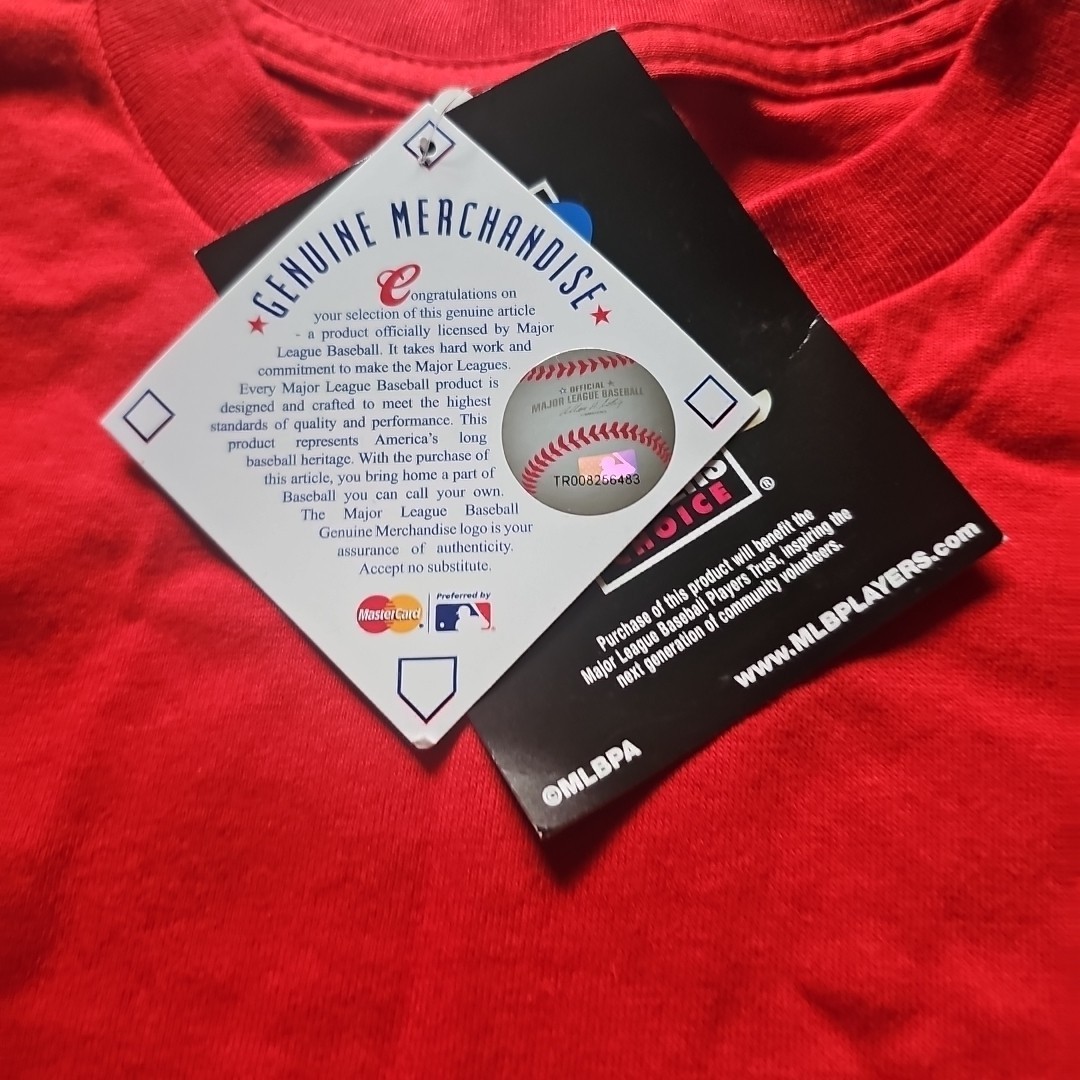 GENUINE MERCHANDISE
Congratulations on
your selection of this genuine article
- a product officially licensed by Major
League Baseball. It takes hard work and
commitment to make the Major Leagues.
Every Major League Baseball product is
designed and crafted to meet the highest
standards of quality and performance. This
product represents America's long
baseball heritage. With the purchase of
this article, you bring home a part of
Baseball you can call your own.
The Major League Baseball
Genuine Merchandise logo is your
assurance of authenticity.
Accept no substitute.
OFFICIAL
MAJOR LEAGUE BASEBALL
TR008256483
MasterCard
Preferred by
CHOICE ®
Purchase of this product will benefit the
Major League Baseball Players Trust, inspiring the
next generation of community volunteers.
www.MLBPLAYERS.com
©MLBPA